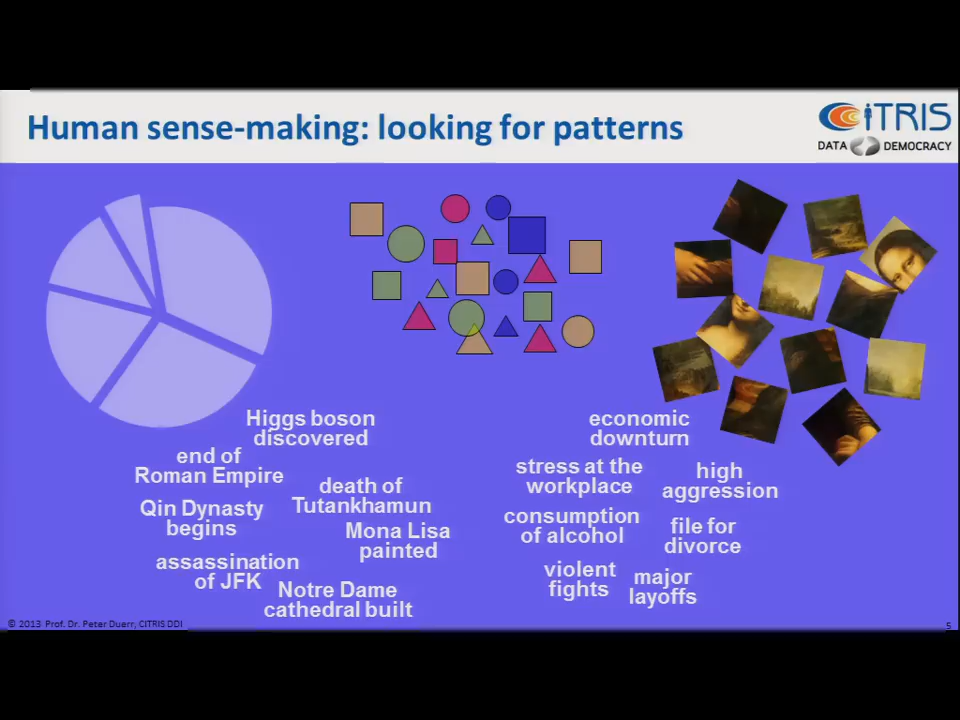 Human sense-making: looking for patterns
CiTRIS
DATA DEMOCRACY
Higgs boson
discovered
end of
Roman Empire
death of
Tutankhamun
Qin Dynasty
begins
Mona Lisa
painted
assassination
of JFK
Notre Dame
cathedral built
economic
downturn
stress at the
workplace
high
aggression
consumption
of alcohol
file for
divorce
violent
fights
major
layoffs
© 2013 Prof. Dr. Peter Duerr, CITRIS DDI
5